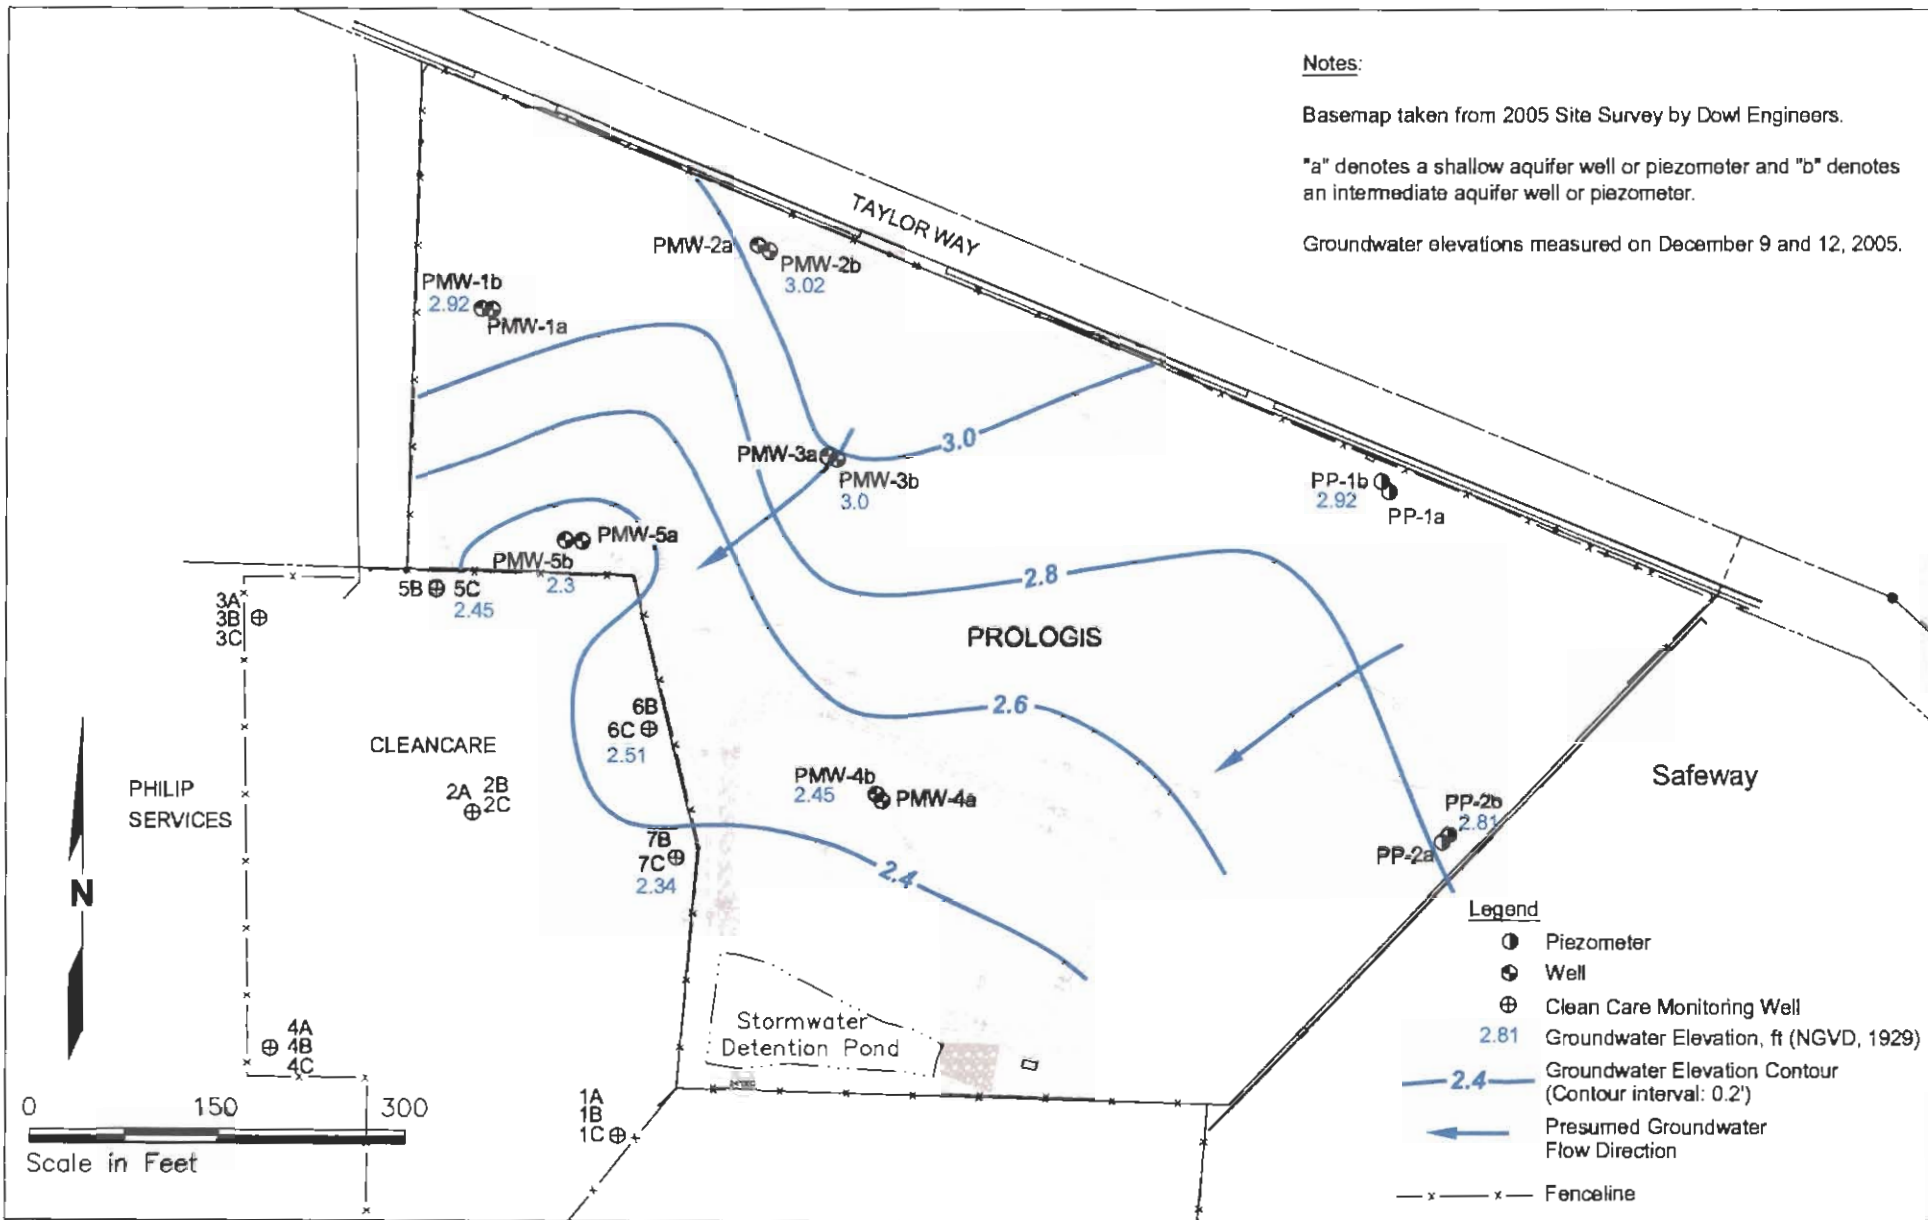 Notes:
Basemap taken from 2005 Site Survey by Dowl Engineers.
"a" denotes a shallow aquifer well or piezometer and "b" denotes
an intermediate aquifer well or piezometer.
Groundwater elevations measured on December 9 and 12, 2005.
TAYLOR WAY
PMW-2a
PMW-2b
3.02
PMW-1b
2.92
PMW-1a
3.0
PMW-3a
PMW-3b
3.0
PP-1b
2.92
PP-1a
PMW-5a
PMW-5b
2.3
5B
5C
2.45
3A
3B
3C
2.8
PROLOGIS
2.6
6B
6C
2.51
CLEANCARE
PHILIP
SERVICES
2A
2B
2C
PMW-4b
2.45
PMW-4a
Safeway
PP-2b
2.81
PP-2a
7B
7C
2.34
2.4
N
Stormwater
Detention Pond
4A
4B
4C
1A
1B
1C
0 150 300
Scale in Feet
Legend
Piezometer
Well
Clean Care Monitoring Well
2.81 Groundwater Elevation, ft (NGVD, 1929)
2.4 Groundwater Elevation Contour
(Contour interval: 0.2')
Presumed Groundwater
Flow Direction
Fenceline